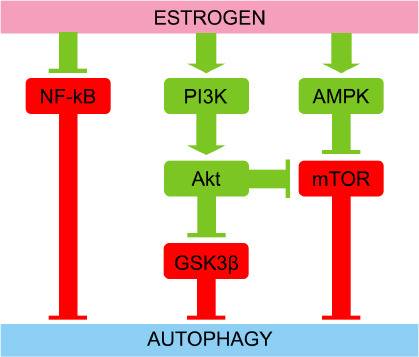 ESTROGEN
NF-kB
PI3K
AMPK
Akt
mTOR
GSK3β
AUTOPHAGY